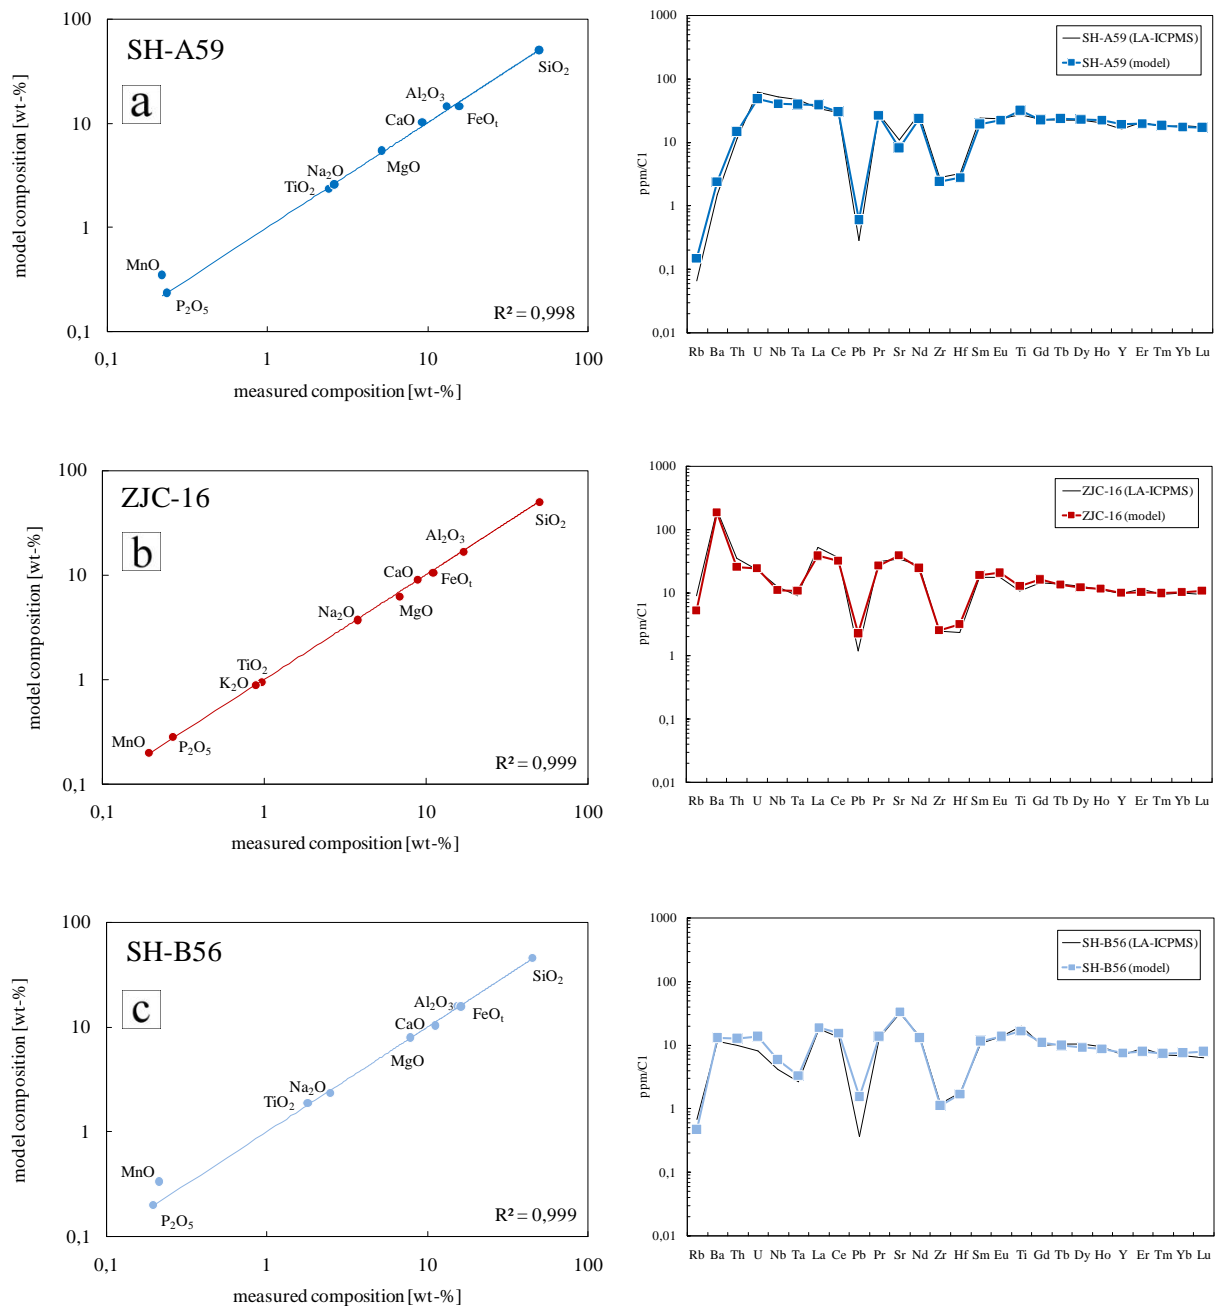 SH-A59
a
model composition [wt-%]
100
10
1
0,1
SiO2
Al2O3
CaO
FeOt
MgO
Na2O
TiO2
MnO
P2O5
R² = 0,998
0,1 1 10 100
measured composition [wt-%]
ppm/C1
1000
100
10
1
0,1
0,01
SH-A59 (LA-ICPMS)
SH-A59 (model)
Rb Ba Th U Nb Ta La Ce Pb Pr Sr Nd Zr Hf Sm Eu Ti Gd Tb Dy Ho Y Er Tm Yb Lu
ZJC-16
b
model composition [wt-%]
100
10
1
0,1
SiO2
Al2O3
CaO
FeOt
MgO
Na2O
TiO2
K2O
MnO
P2O5
R² = 0,999
0,1 1 10 100
measured composition [wt-%]
ppm/C1
1000
100
10
1
0,1
0,01
ZJC-16 (LA-ICPMS)
ZJC-16 (model)
Rb Ba Th U Nb Ta La Ce Pb Pr Sr Nd Zr Hf Sm Eu Ti Gd Tb Dy Ho Y Er Tm Yb Lu
SH-B56
c
model composition [wt-%]
100
10
1
0,1
SiO2
Al2O3
FeOt
CaO
MgO
Na2O
TiO2
MnO
P2O5
R² = 0,999
0,1 1 10 100
measured composition [wt-%]
ppm/C1
1000
100
10
1
0,1
0,01
SH-B56 (LA-ICPMS)
SH-B56 (model)
Rb Ba Th U Nb Ta La Ce Pb Pr Sr Nd Zr Hf Sm Eu Ti Gd Tb Dy Ho Y Er Tm Yb Lu